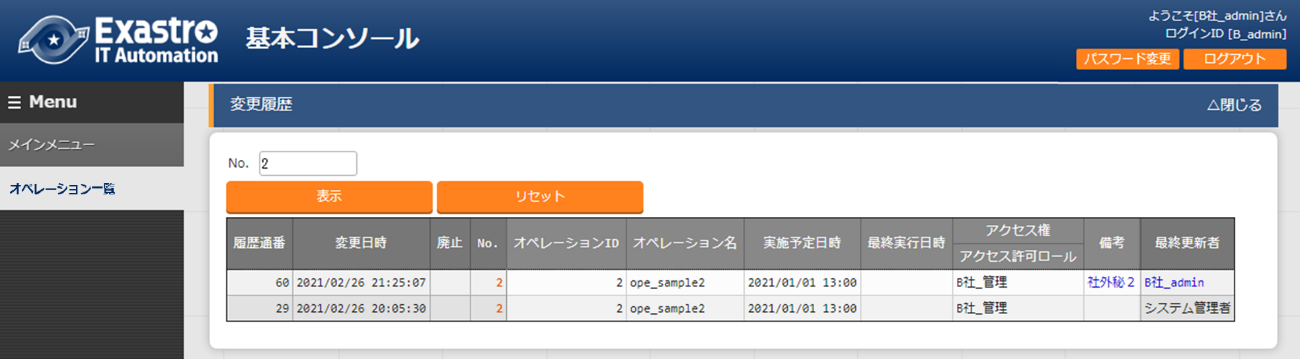 Exastro
IT Automation
基本コンソール
ようこそ[B社_admin]さん
ログインID [B_admin]
パスワード変更 ログアウト
Menu
メインメニュー
オペレーション一覧
変更履歴 △閉じる
No. 2
表示 リセット
履歴通番 変更日時 廃止 No. オペレーションID オペレーション名 実施予定日時 最終実行日時 アクセス権 備考 最終更新者
アクセス許可ロール
60 2021/02/26 21:25:07 2 2 ope_sample2 2021/01/01 13:00 B社_管理 社外秘2 B社_admin
29 2021/02/26 20:05:30 2 2 ope_sample2 2021/01/01 13:00 B社_管理 システム管理者